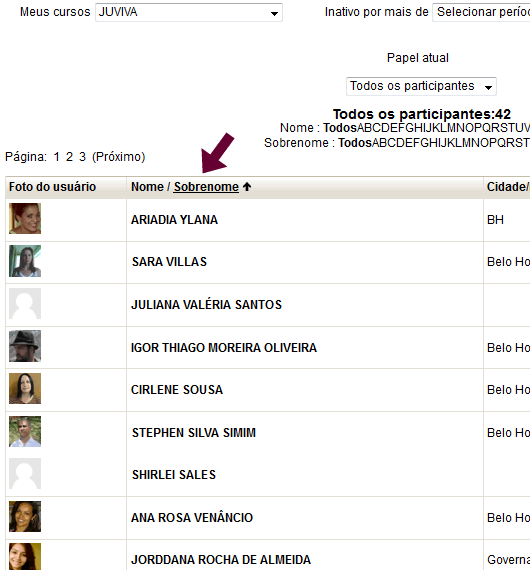 Meus cursos JUVIVA Inativo por mais de Selecionar períoc
Papel atual
Todos os participantes
Todos os participantes:42
Nome : TodosABCDEFGHIJKLMNOPQRSTUV
Sobrenome : TodosABCDEFGHIJKLMNOPQRST
Página: 1 2 3 (Próximo)
Foto do usuário Nome / Sobrenome Cidade/
ARIADIA YLANA BH
SARA VILLAS Belo Ho
JULIANA VALÉRIA SANTOS
IGOR THIAGO MOREIRA OLIVEIRA Belo Ho
CIRLENE SOUSA Belo Ho
STEPHEN SILVA SIMIM Belo Ho
SHIRLEI SALES
ANA ROSA VENÂNCIO Belo Ho
JORDDANA ROCHA DE ALMEIDA Governa